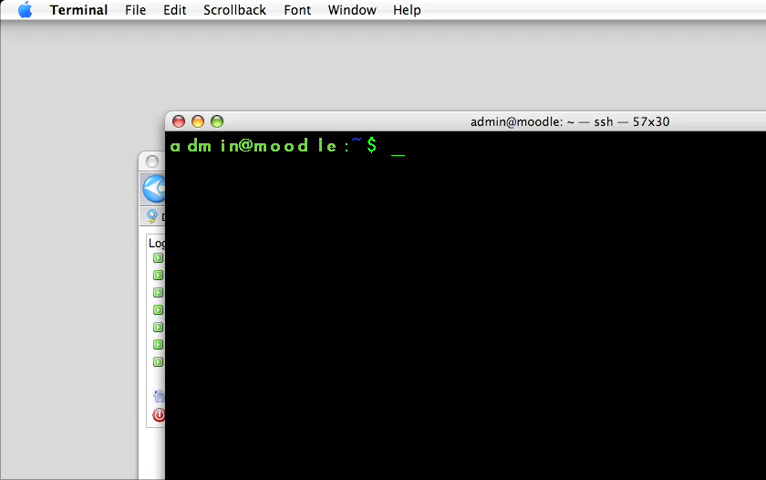 Terminal File Edit Scrollback Font Window Help
admin@moodle: ~ — ssh — 57x30
admin@moodle:~$ _
Log